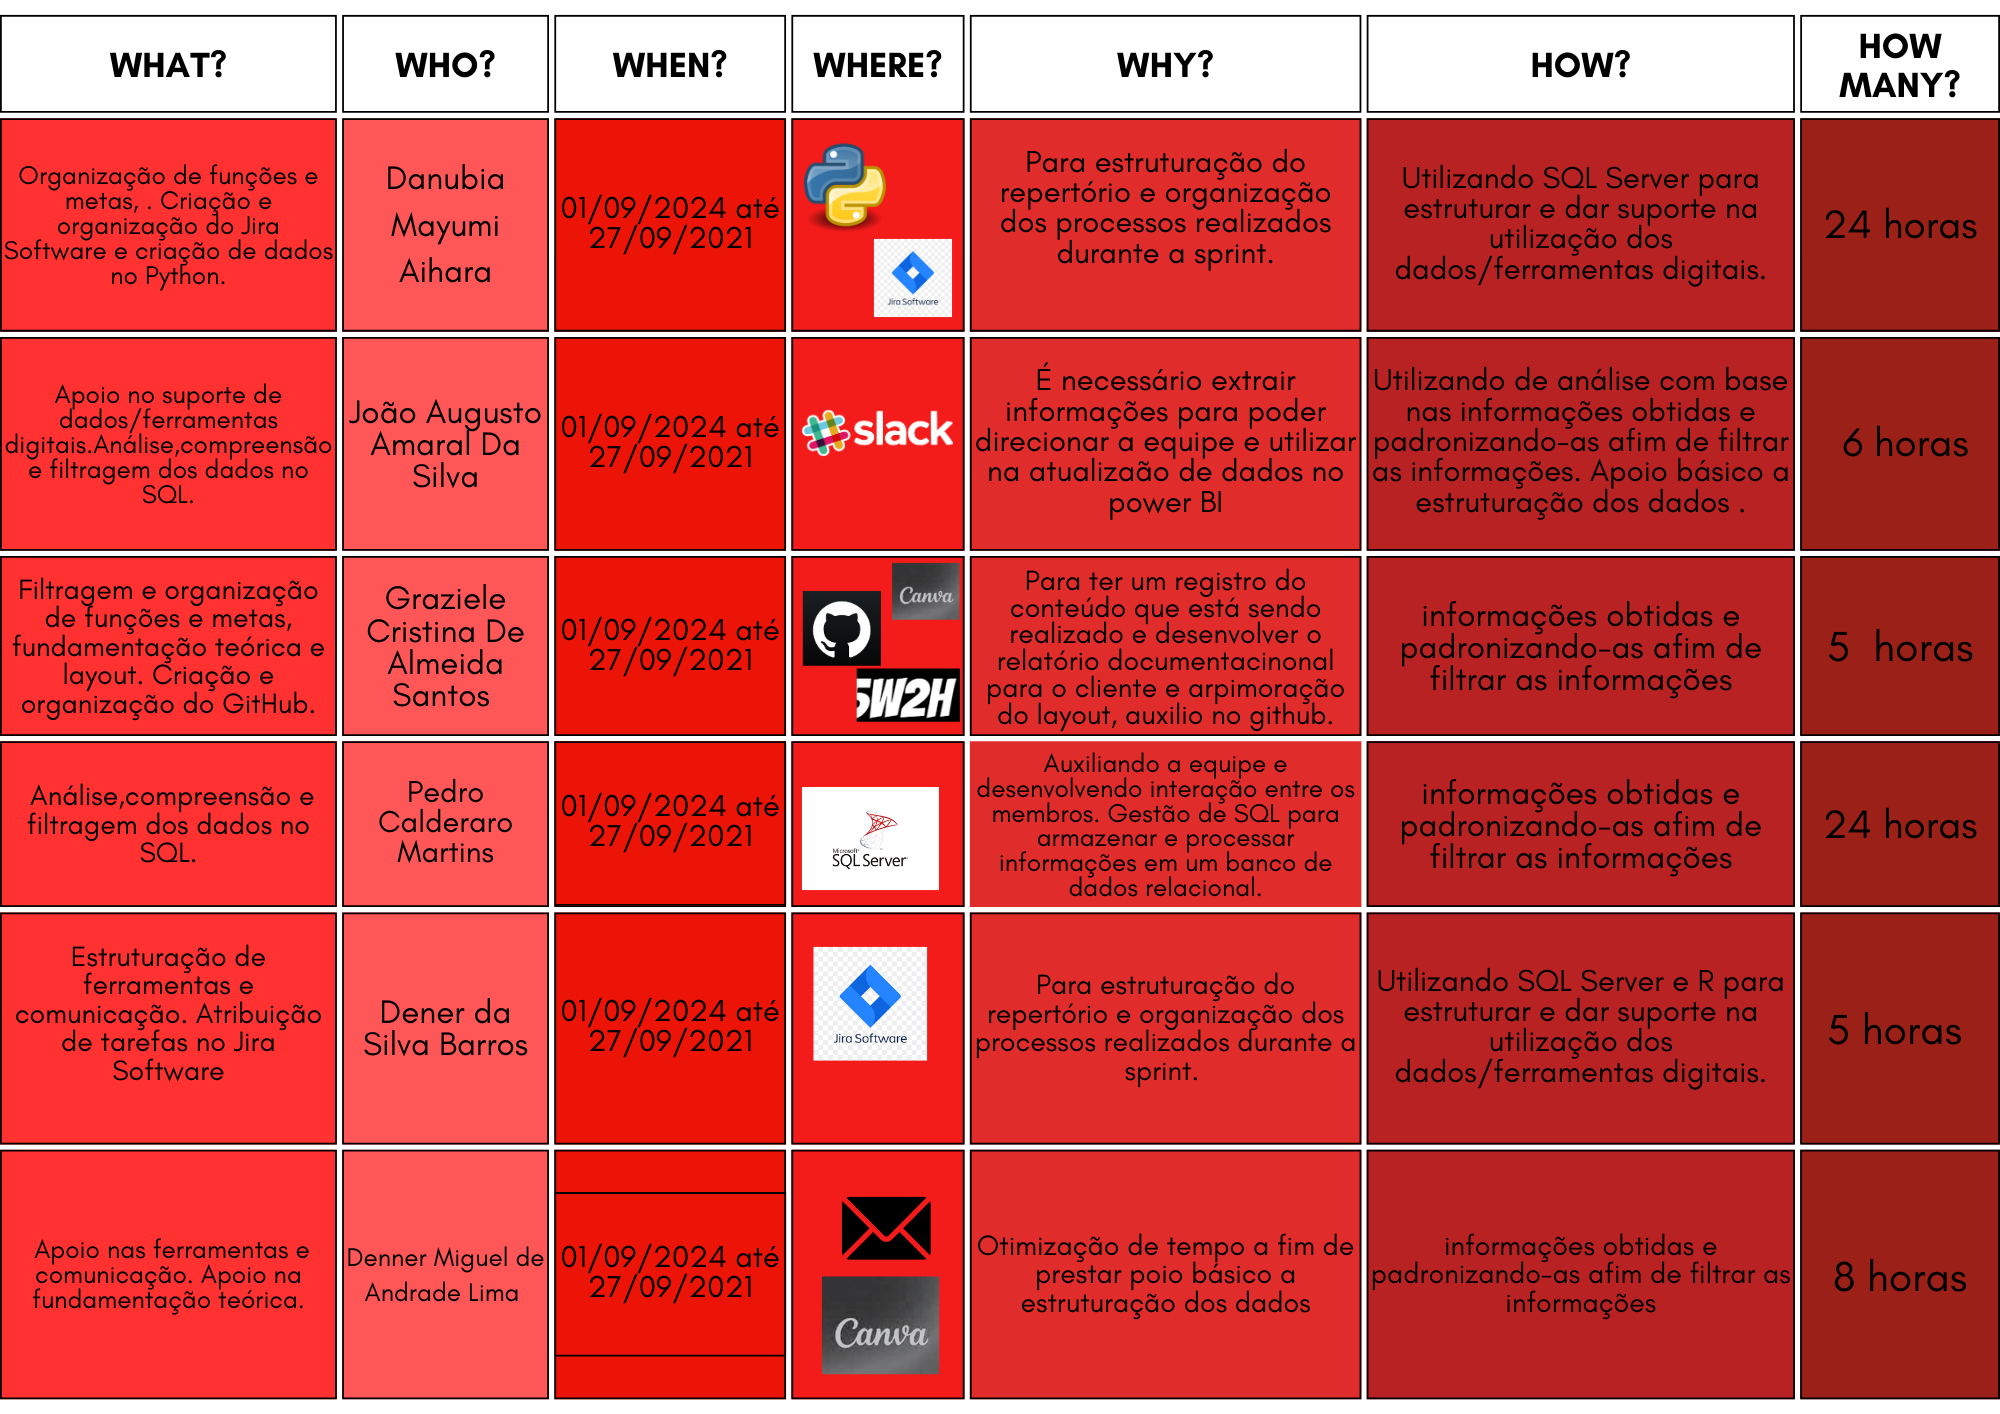 WHAT?
WHO?
WHEN?
WHERE?
WHY?
HOW?
HOW
MANY?
Organização de funções e
metas, . Criação e
organização do Jira
Software e criação de dados
no Python.
Danubia
Mayumi
Aihara
01/09/2024 até
27/09/2021
Jira Software
Para estruturação do
repertório e organização
dos processos realizados
durante a sprint.
Utilizando SQL Server para
estruturar e dar suporte na
utilização dos
dados/ferramentas digitais.
24 horas
Apoio no suporte de
dados/ferramentas
digitais.Análise,compreensão
e filtragem dos dados no
SQL.
João Augusto
Amaral Da
Silva
01/09/2024 até
27/09/2021
slack
É necessário extrair
informações para poder
direcionar a equipe e utilizar
na atualizaão de dados no
power BI
Utilizando de análise com base
nas informações obtidas e
padronizando-as afim de filtrar
as informações. Apoio básico a
estruturação dos dados .
6 horas
Filtragem e organização
de funções e metas,
fundamentação teórica e
layout. Criação e
organização do GitHub.
Graziele
Cristina De
Almeida
Santos
01/09/2024 até
27/09/2021
Canva
5W2H
Para ter um registro do
conteúdo que está sendo
realizado e desenvolver o
relatório documentacinonal
para o cliente e arpimoração
do layout, auxilio no github.
informações obtidas e
padronizando-as afim de
filtrar as informações
5 horas
Análise,compreensão e
filtragem dos dados no
SQL.
Pedro
Calderaro
Martins
01/09/2024 até
27/09/2021
Microsoft
SQL Server
Auxiliando a equipe e
desenvolvendo interação entre os
membros. Gestão de SQL para
armazenar e processar
informações em um banco de
dados relacional.
informações obtidas e
padronizando-as afim de
filtrar as informações
24 horas
Estruturação de
ferramentas e
comunicação. Atribuição
de tarefas no Jira
Software
Dener da
Silva Barros
01/09/2024 até
27/09/2021
Jira Software
Para estruturação do
repertório e organização dos
processos realizados durante a
sprint.
Utilizando SQL Server e R para
estruturar e dar suporte na
utilização dos
dados/ferramentas digitais.
5 horas
Apoio nas ferramentas e
comunicação. Apoio na
fundamentação teórica.
Denner Miguel de
Andrade Lima
01/09/2024 até
27/09/2021
Canva
Otimização de tempo a fim de
prestar poio básico a
estruturação dos dados
informações obtidas e
padronizando-as afim de filtrar as
informações
8 horas